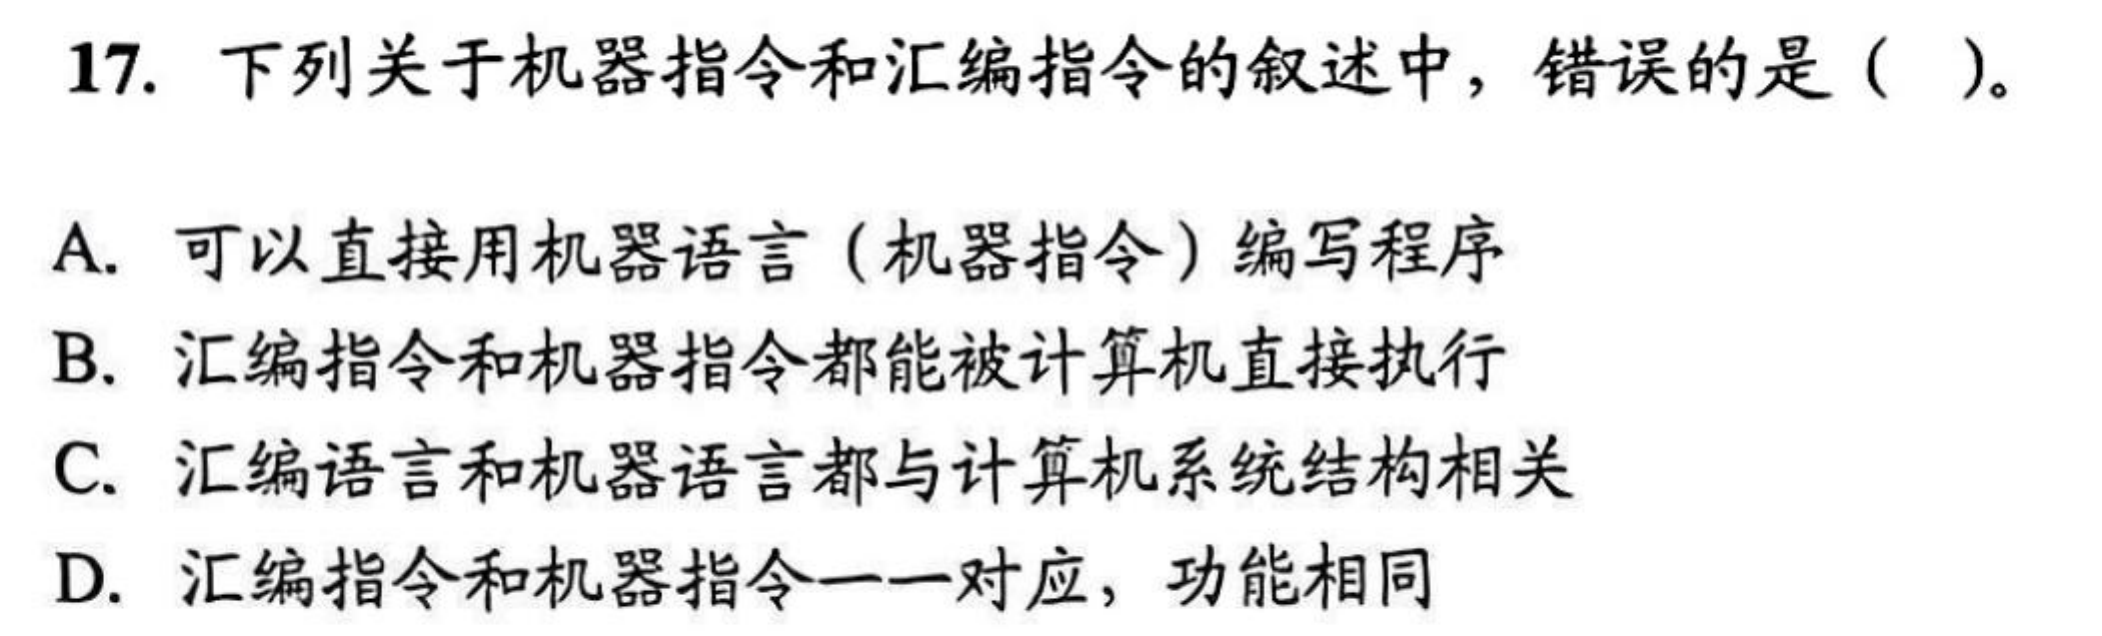 17. 下列关于机器指令和汇编指令的叙述中，错误的是（ ）。
A. 可以直接用机器语言（机器指令）编写程序
B. 汇编指令和机器指令都能被计算机直接执行
C. 汇编语言和机器语言都与计算机系统结构相关
D. 汇编指令和机器指令一一对应，功能相同